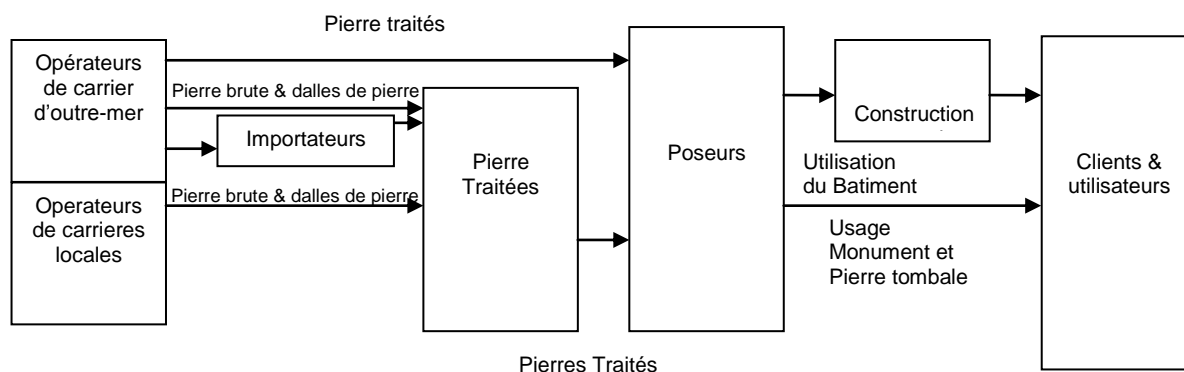 Pierre traités
Opérateurs
de carrier
d'outre-mer
Pierre brute & dalles de pierre
Importateurs
Operateurs
de carrieres
locales
Pierre brute & dalles de pierre
Pierre
Traitées
Poseurs
Construction
Utilisation
du Batiment
Usage
Monument et
Pierre tombale
Clients &
utilisateurs
Pierres Traités